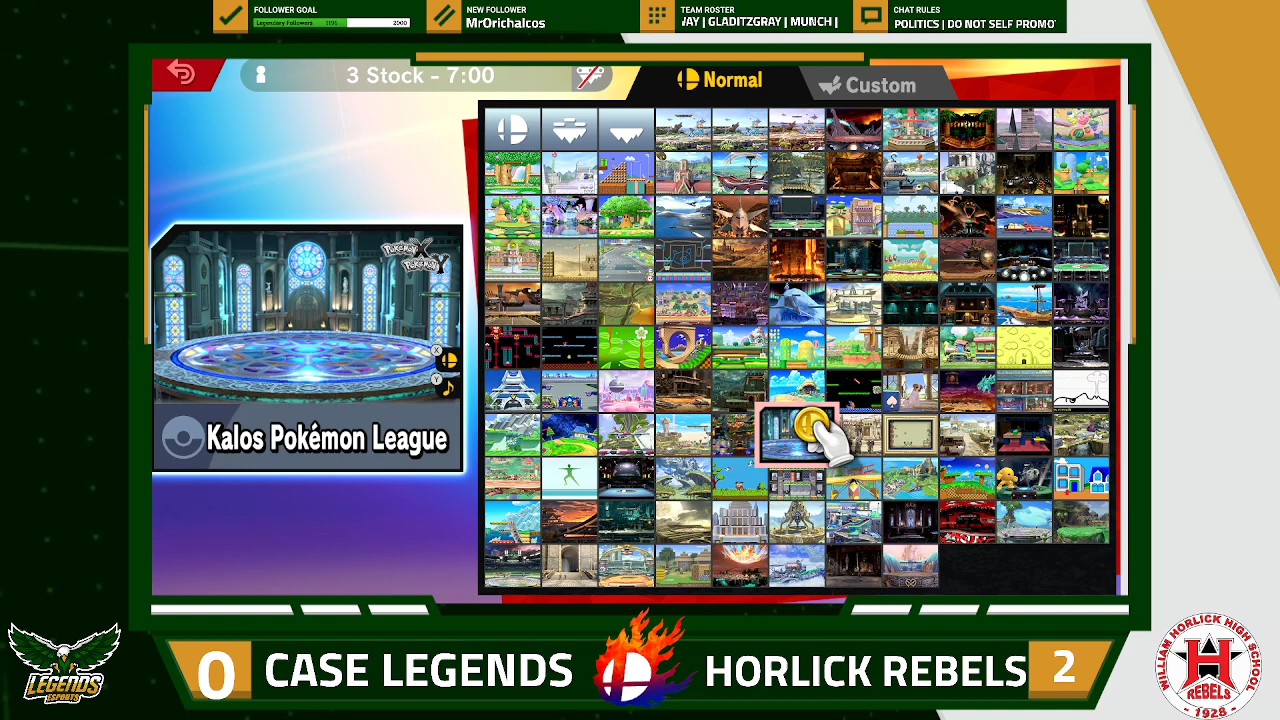 FOLLOWER GOAL
Legendary Followers 1195 2000
NEW FOLLOWER
MrOrichalcos
TEAM ROSTER
JAY | GLADITZGRAY | MUNCH |
CHAT RULES
POLITICS | DO NOT SELF PROMO
3 Stock - 7:00
Normal
Custom
Pokémon X
Pokémon Y
X
Y
Kalos Pokémon League
0 CASE LEGENDS
HORLICK REBELS 2
LEGENDS
ESPORTS
WILLIAM HORLICK HIGH SCHOOL
H
REBELS
- 1928 -